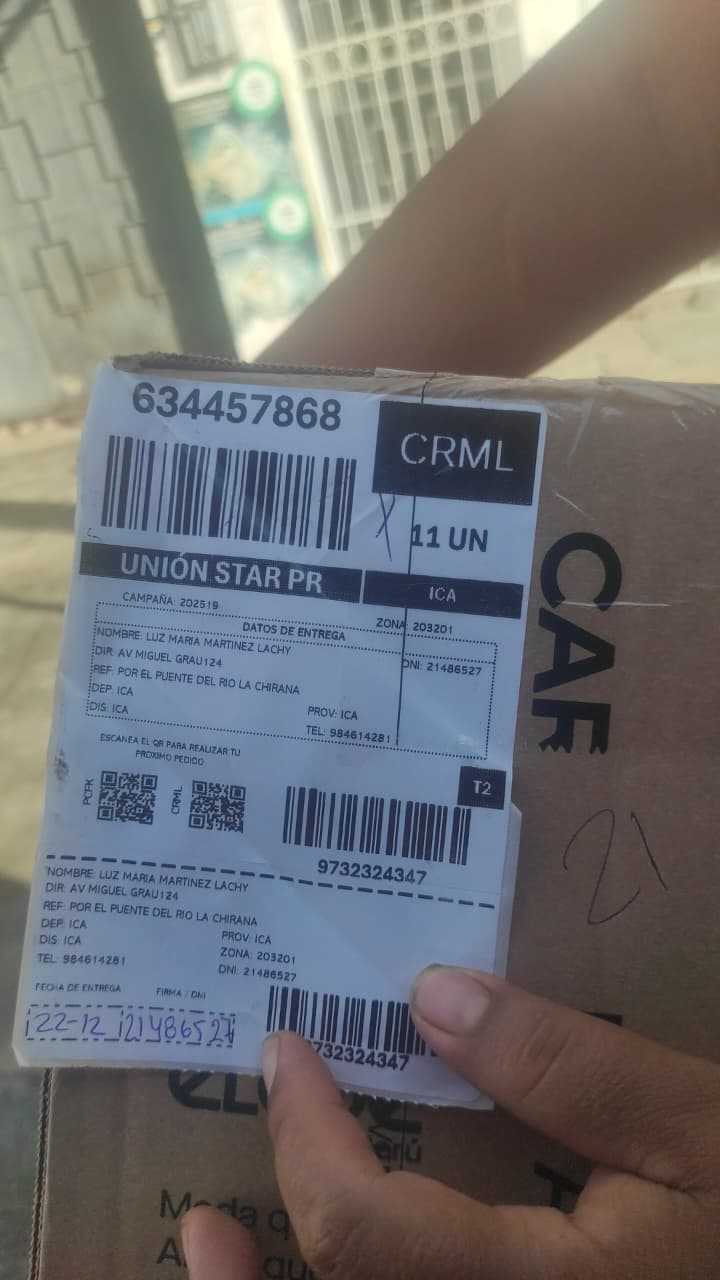 634457868
CRML
11 UN
UNIÓN STAR PR
ICA
CAMPAÑA: 202519
ZONA: 203201
DATOS DE ENTREGA
NOMBRE: LUZ MARIA MARTINEZ LACHY
DNI: 21486527
DIR: AV MIGUEL GRAU124
REF: POR EL PUENTE DEL RIO LA CHIRANA
DEP: ICA
PROV: ICA
DIS: ICA
TEL: 984614281
ESCANEA EL QR PARA REALIZAR TU
PROXIMO PEDIDO
PCFK
CRML
T2
9732324347
NOMBRE: LUZ MARIA MARTINEZ LACHY
DIR: AV MIGUEL GRAU124
REF: POR EL PUENTE DEL RIO LA CHIRANA
DEP: ICA
PROV: ICA
DIS: ICA
ZONA: 203201
TEL: 984614281
DNI: 21486527
FECHA DE ENTREGA
FIRMA / DNI
22-12
21486527
732324347
CAR
21
Moda